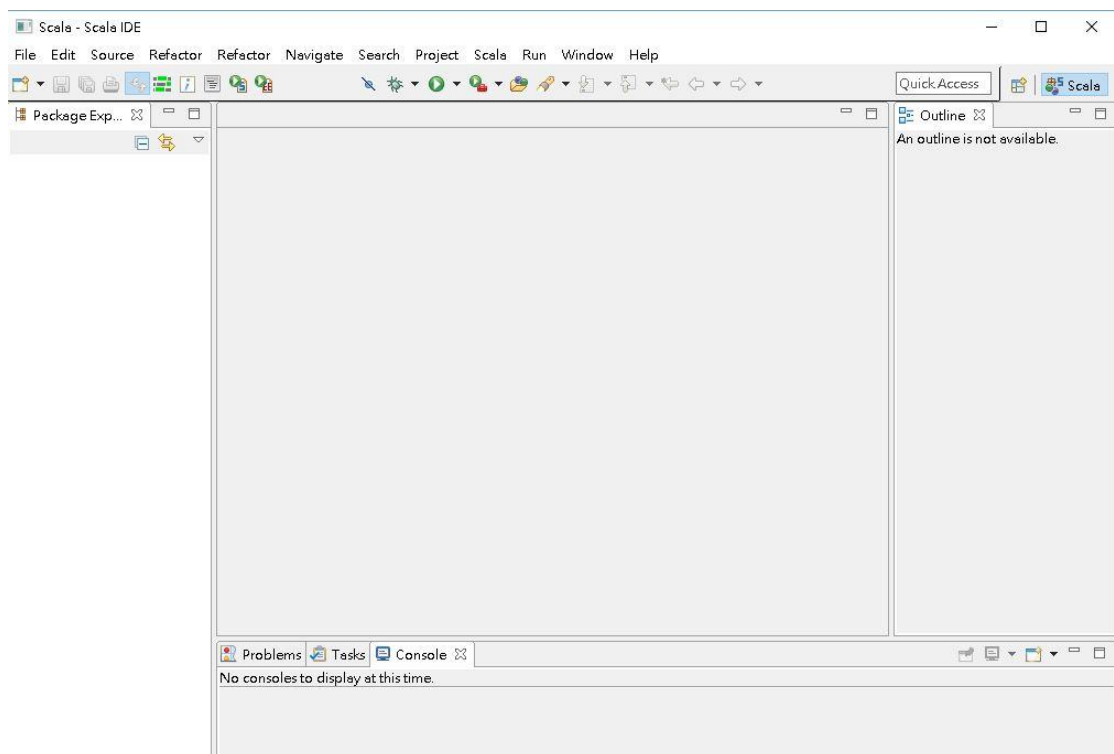 Scala - Scala IDE
File Edit Source Refactor Refactor Navigate Search Project Scala Run Window Help
Quick Access
Scala
Package Exp...
Outline
An outline is not available.
Problems Tasks Console
No consoles to display at this time.